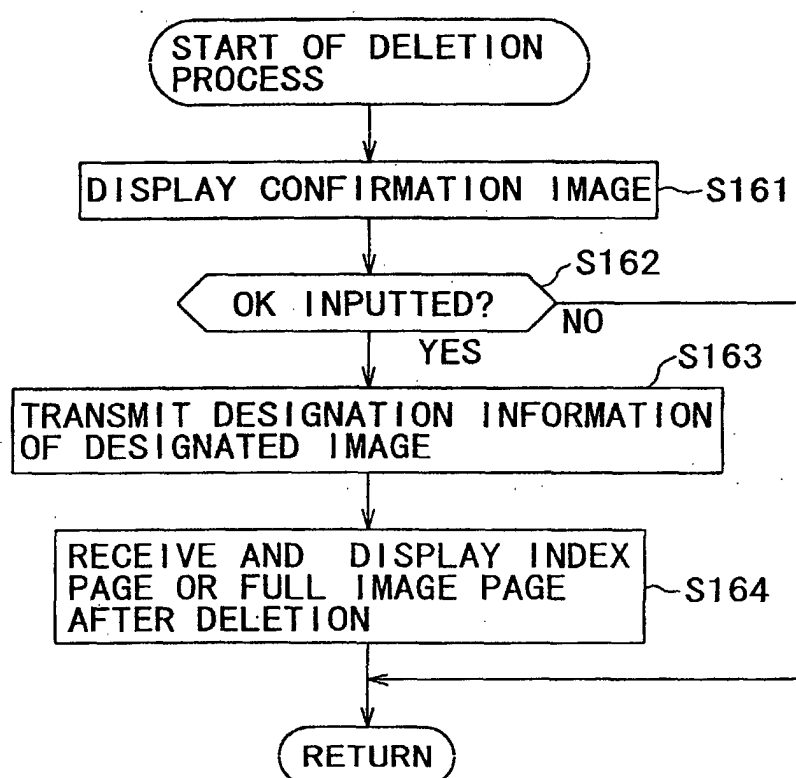 START OF DELETION
PROCESS
DISPLAY CONFIRMATION IMAGE
S161
S162
OK INPUTTED?
NO
YES
S163
TRANSMIT DESIGNATION INFORMATION
OF DESIGNATED IMAGE
RECEIVE AND DISPLAY INDEX
PAGE OR FULL IMAGE PAGE
AFTER DELETION
S164
RETURN